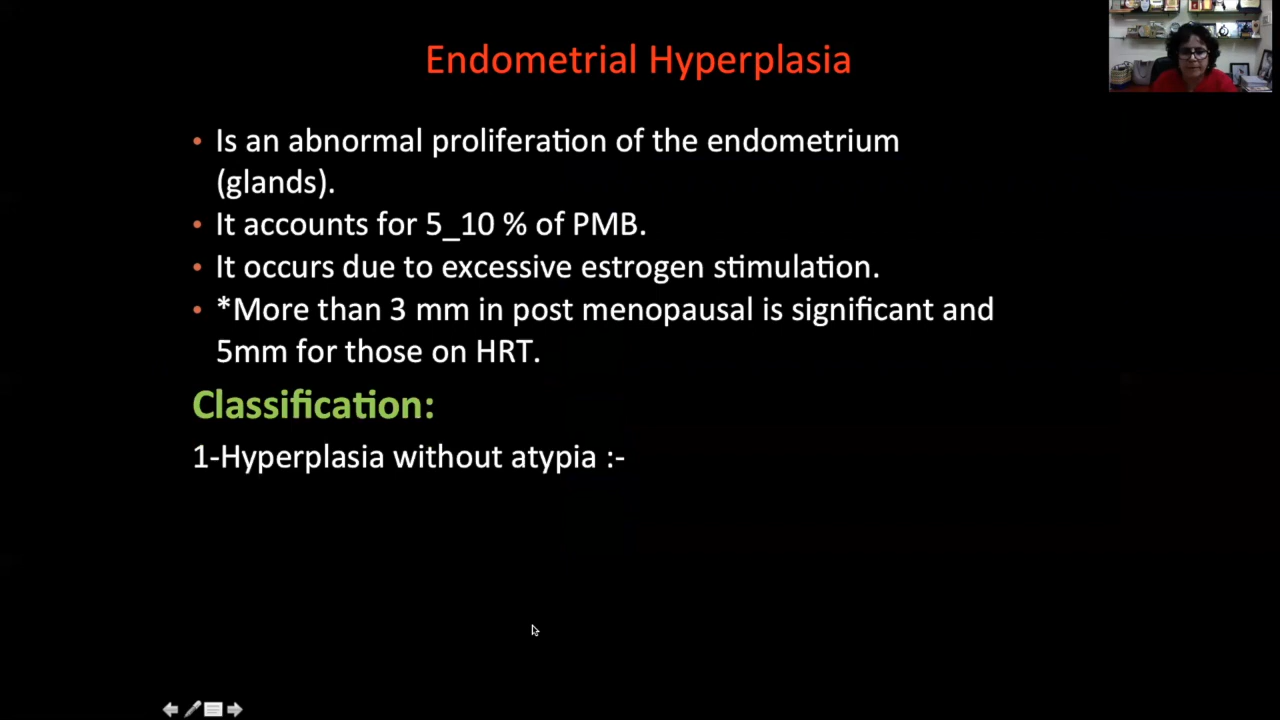 Endometrial Hyperplasia
• Is an abnormal proliferation of the endometrium
(glands).
• It accounts for 5_10 % of PMB.
• It occurs due to excessive estrogen stimulation.
• *More than 3 mm in post menopausal is significant and
5mm for those on HRT.
Classification:
1-Hyperplasia without atypia :-